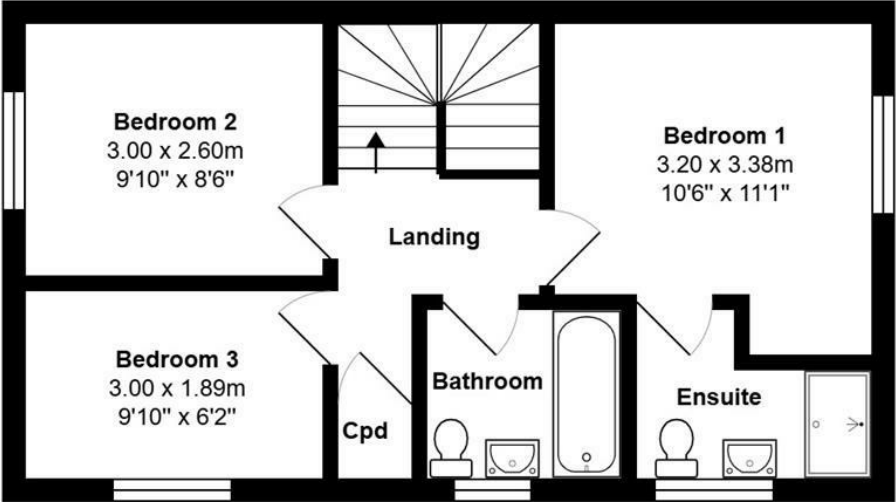 Bedroom 2
3.00 x 2.60m
9'10" x 8'6"
Bedroom 1
3.20 x 3.38m
10'6" x 11'1"
Landing
Bedroom 3
3.00 x 1.89m
9'10" x 6'2"
Bathroom
Ensuite
Cpd